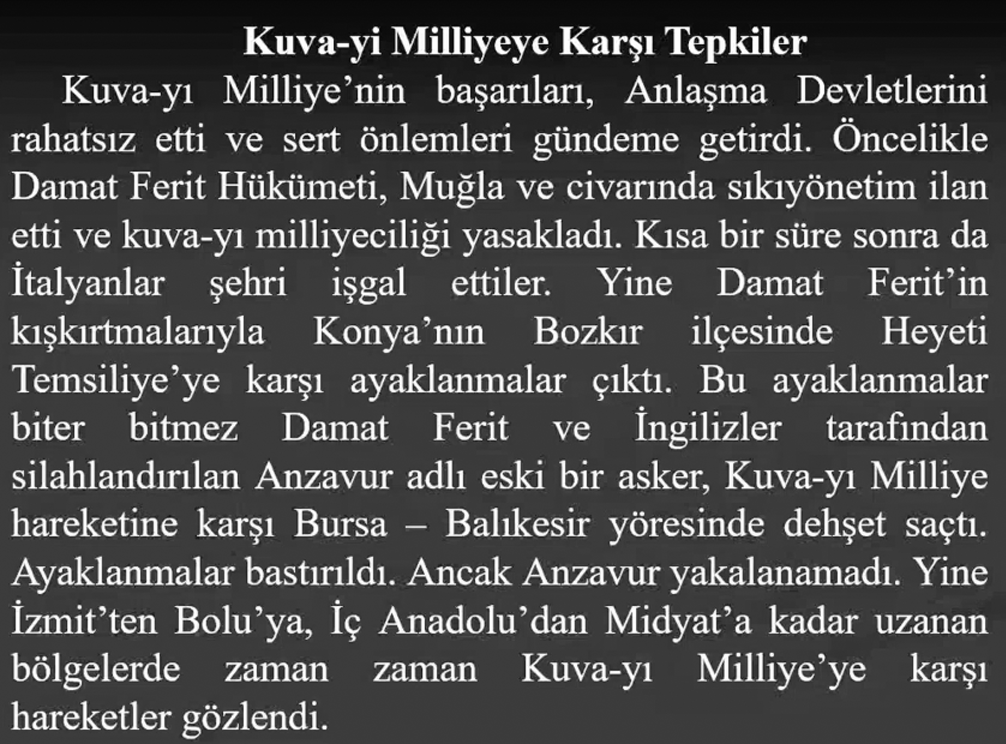 Kuva-yi Milliyeye Karşı Tepkiler
Kuva-yı Milliye’nin başarıları, Anlaşma Devletlerini
rahatsız etti ve sert önlemleri gündeme getirdi. Öncelikle
Damat Ferit Hükümeti, Muğla ve civarında sıkıyönetim ilan
etti ve kuva-yı milliyeciliği yasakladı. Kısa bir süre sonra da
İtalyanlar şehri işgal ettiler. Yine Damat Ferit’in
kışkırtmalarıyla Konya’nın Bozkır ilçesinde Heyeti
Temsiliye’ye karşı ayaklanmalar çıktı. Bu ayaklanmalar
biter bitmez Damat Ferit ve İngilizler tarafından
silahlandırılan Anzavur adlı eski bir asker, Kuva-yı Milliye
hareketine karşı Bursa – Balıkesir yöresinde dehşet saçtı.
Ayaklanmalar bastırıldı. Ancak Anzavur yakalanamadı. Yine
İzmit’ten Bolu’ya, İç Anadolu’dan Midyat’a kadar uzanan
bölgelerde zaman zaman Kuva-yı Milliye’ye karşı
hareketler gözlendi.